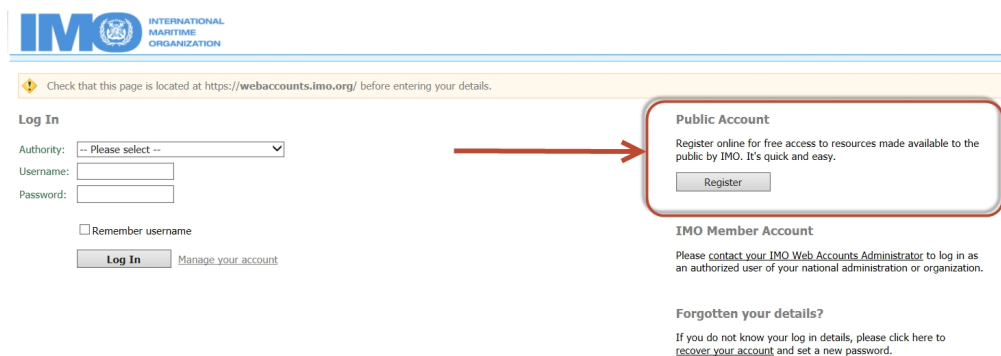 IMO
INTERNATIONAL
MARITIME
ORGANIZATION
Check that this page is located at https://webaccounts.imo.org/ before entering your details.
Log In
Authority: -- Please select --
Username:
Password:
Remember username
Log In Manage your account
Public Account
Register online for free access to resources made available to the
public by IMO. It's quick and easy.
Register
IMO Member Account
Please contact your IMO Web Accounts Administrator to log in as
an authorized user of your national administration or organization.
Forgotten your details?
If you do not know your log in details, please click here to
recover your account and set a new password.